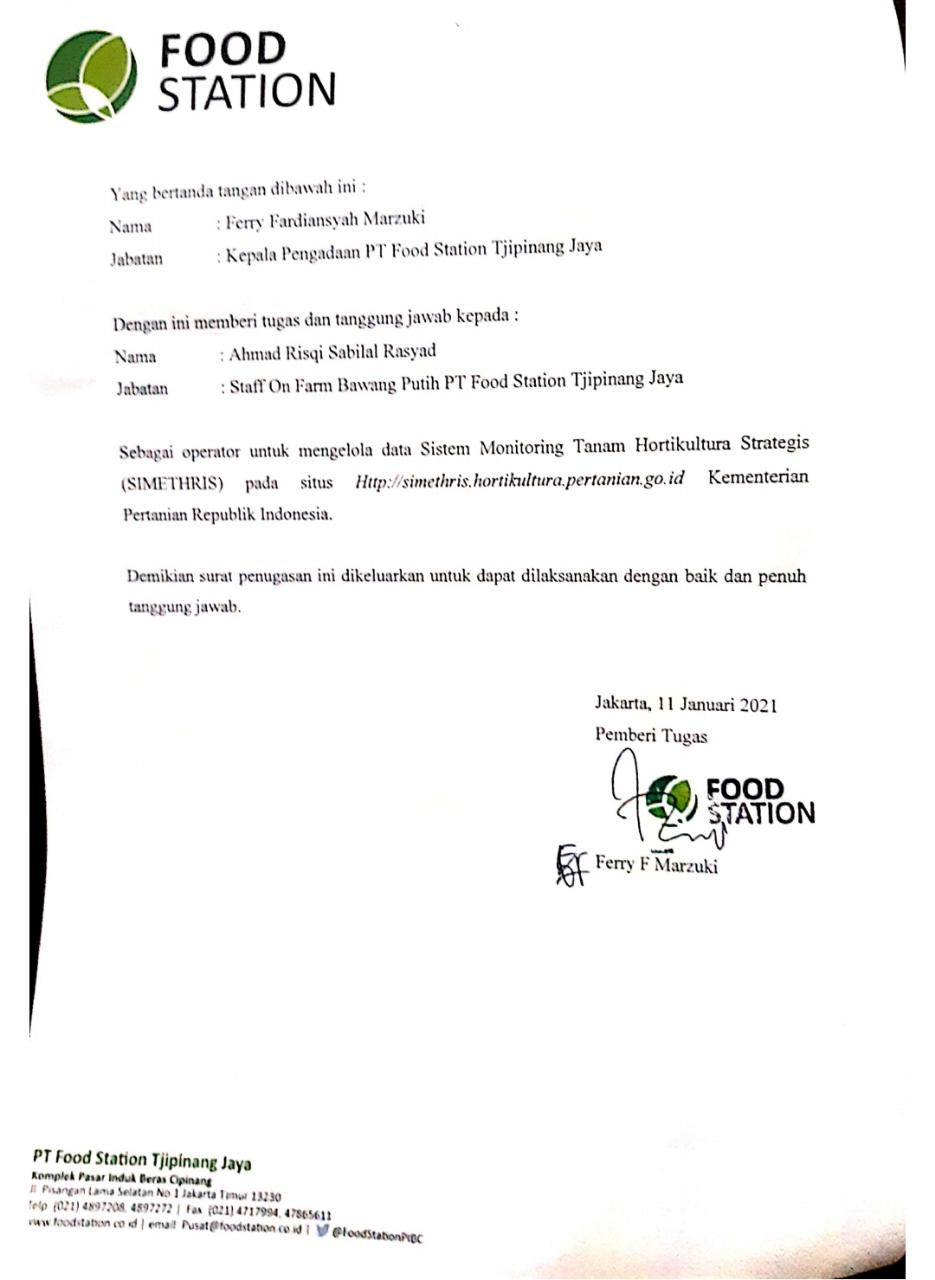 FOOD
STATION
Yang bertanda tangan dibawah ini :
Nama : Ferry Fardiansyah Marzuki
Jabatan : Kepala Pengadaan PT Food Station Tjipinang Jaya
Dengan ini memberi tugas dan tanggung jawab kepada :
Nama : Ahmad Risqi Sabilal Rasyad
Jabatan : Staff On Farm Bawang Putih PT Food Station Tjipinang Jaya
Sebagai operator untuk mengelola data Sistem Monitoring Tanam Hortikultura Strategis
(SIMETHRIS) pada situs Http://simethris.hortikultura.pertanian.go.id Kementerian
Pertanian Republik Indonesia.
Demikian surat penugasan ini dikeluarkan untuk dapat dilaksanakan dengan baik dan penuh
tanggung jawab.
Jakarta, 11 Januari 2021
Pemberi Tugas
FOOD
STATION
Ferry F Marzuki
PT Food Station Tjipinang Jaya
Komplek Pasar Induk Beras Cipinang
Jl. Pisangan Lama Selatan No.1 Jakarta Timur 13230
Telp. (021) 4897208, 4897272 | Fax. (021) 4717994, 47865611
www.foodstation.co.id | email: Pusat@foodstation.co.id | @FoodStationPIBC